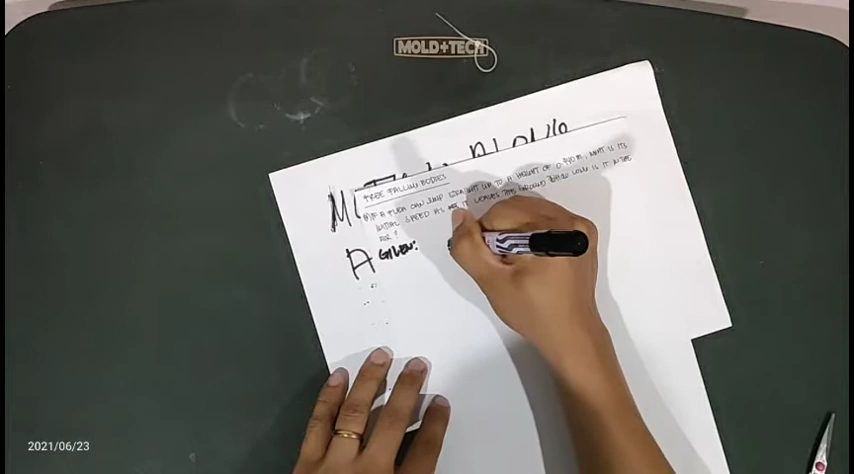 MOLD+TECH
FREE FALLING BODIES
IF A FLEA CAN JUMP STRAIGHT UP TO A HEIGHT OF 0.440M, WHAT IS ITS
INITIAL SPEED AS IT LEAVES THE GROUND? HOW LONG IS IT IN THE
AIR?
GIVEN:
2021/06/23